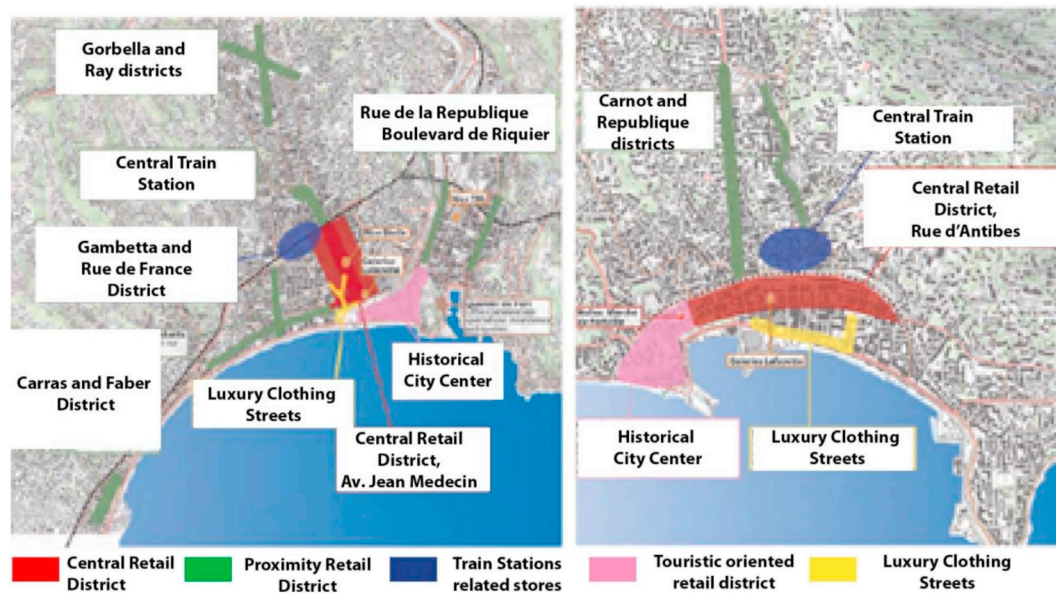 Gorbella and
Ray districts
Rue de la Republique
Boulevard de Riquier
Central Train
Station
Gambetta and
Rue de France
District
Carras and Faber
District
Luxury Clothing
Streets
Historical
City Center
Central Retail
District,
Av. Jean Medecin
Carnot and
Republique
districts
Central Train
Station
Central Retail
District,
Rue d'Antibes
Historical
City Center
Luxury Clothing
Streets
Central Retail
District
Proximity Retail
District
Train Stations
related stores
Touristic oriented
retail district
Luxury Clothing
Streets